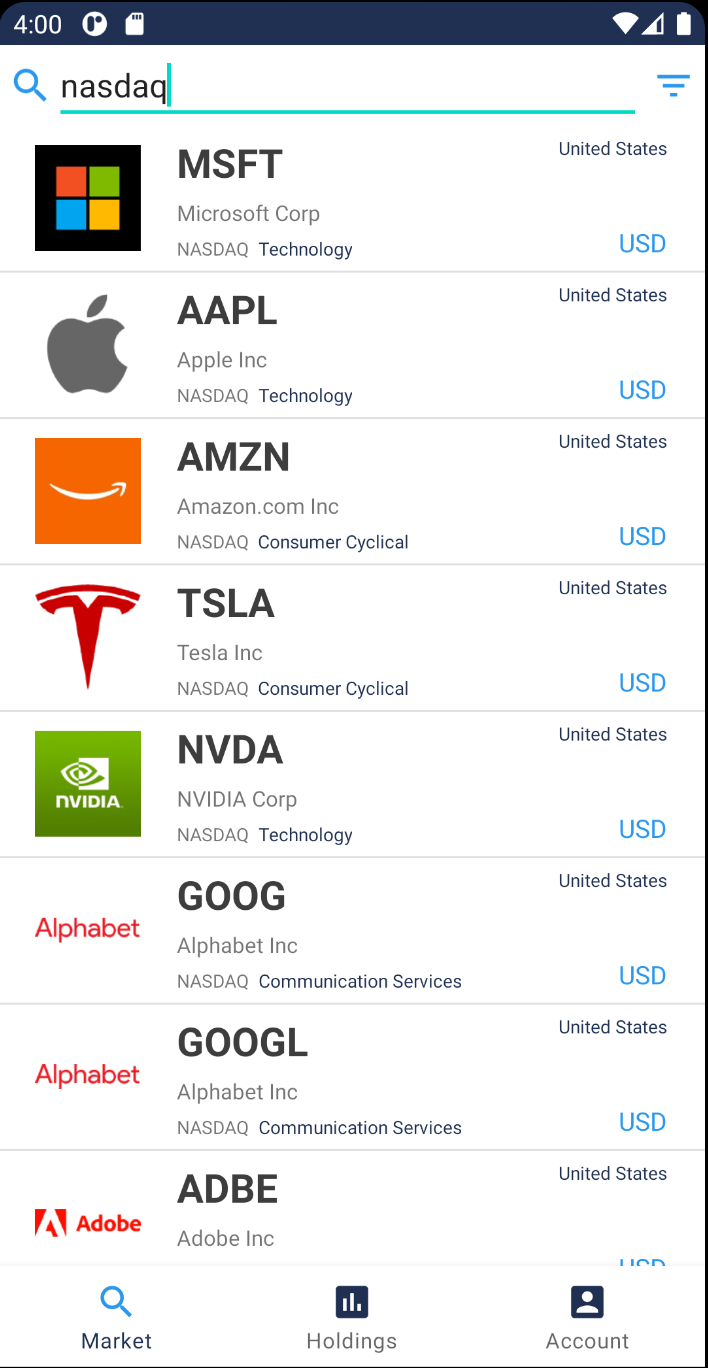 4:00
nasdaq
MSFT
United States
Microsoft Corp
NASDAQ Technology
USD
AAPL
United States
Apple Inc
NASDAQ Technology
USD
AMZN
United States
Amazon.com Inc
NASDAQ Consumer Cyclical
USD
TSLA
United States
Tesla Inc
NASDAQ Consumer Cyclical
USD
NVIDIA
NVDA
United States
NVIDIA Corp
NASDAQ Technology
USD
Alphabet
GOOG
United States
Alphabet Inc
NASDAQ Communication Services
USD
Alphabet
GOOGL
United States
Alphabet Inc
NASDAQ Communication Services
USD
Adobe
ADBE
United States
Adobe Inc
USD
Market
Holdings
Account